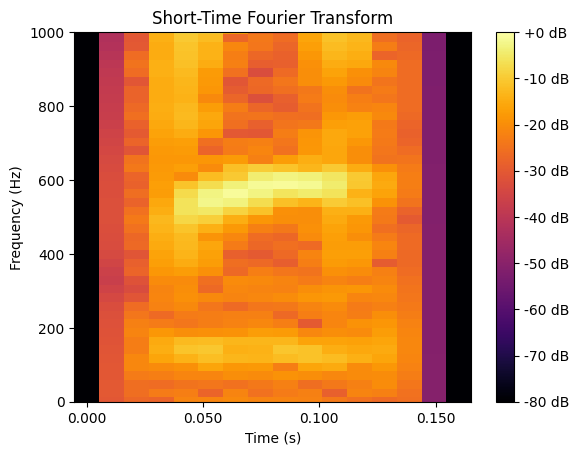 Short-Time Fourier Transform
1000
800
600
400
200
0
Frequency (Hz)
0.000
0.050
0.100
0.150
Time (s)
+0 dB
-10 dB
-20 dB
-30 dB
-40 dB
-50 dB
-60 dB
-70 dB
-80 dB